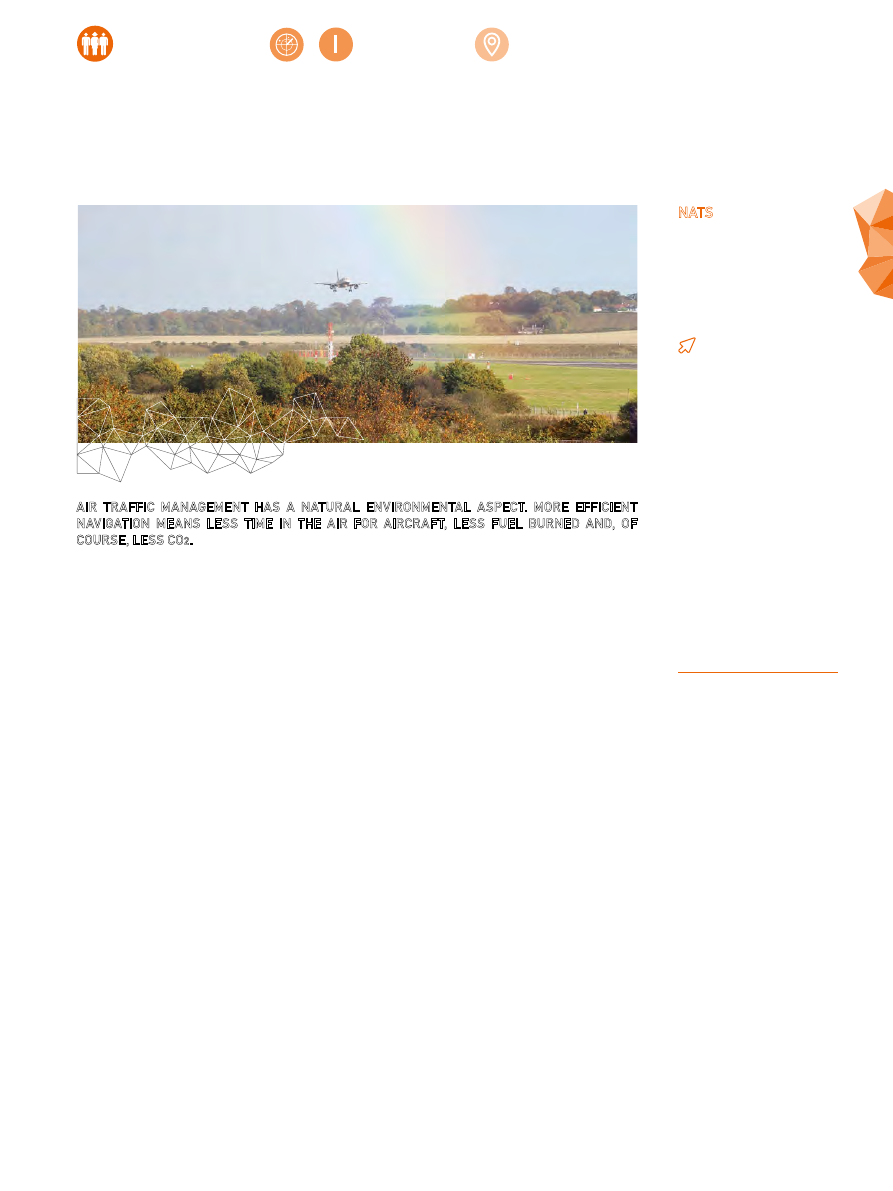 NATS
AIR TRAFFIC MANAGEMENT HAS A NATURAL ENVIRONMENTAL ASPECT. MORE EFFICIENT
NAVIGATION MEANS LESS TIME IN THE AIR FOR AIRCRAFT, LESS FUEL BURNED AND, OF
COURSE, LESS CO₂.